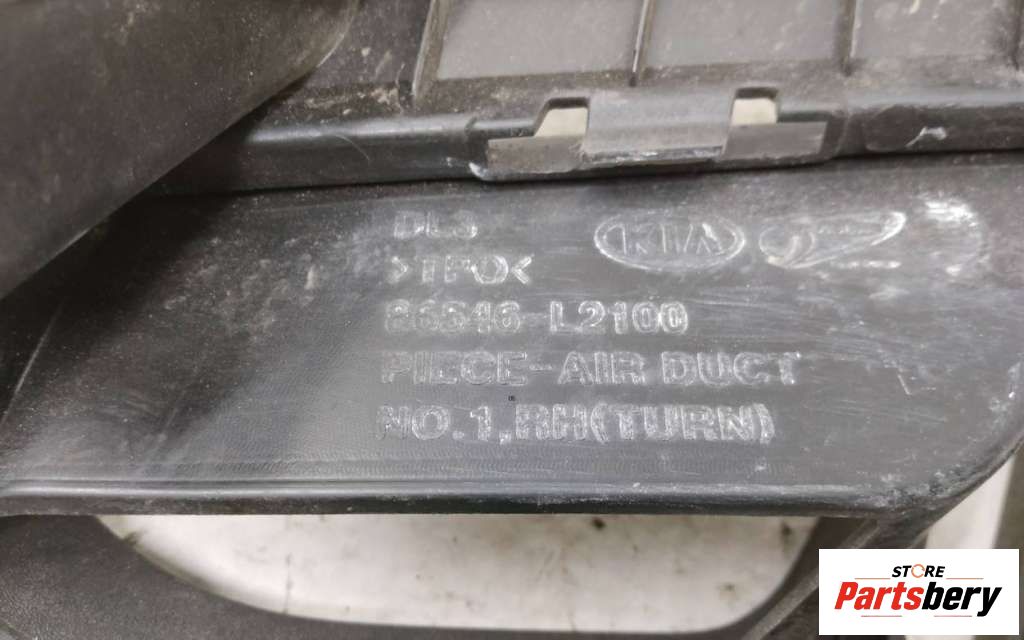 DL3
KIA
>TPO<
86546-L2100
PIECE-AIR DUCT
NO.1,RH(TURN)
STORE
Partsbery